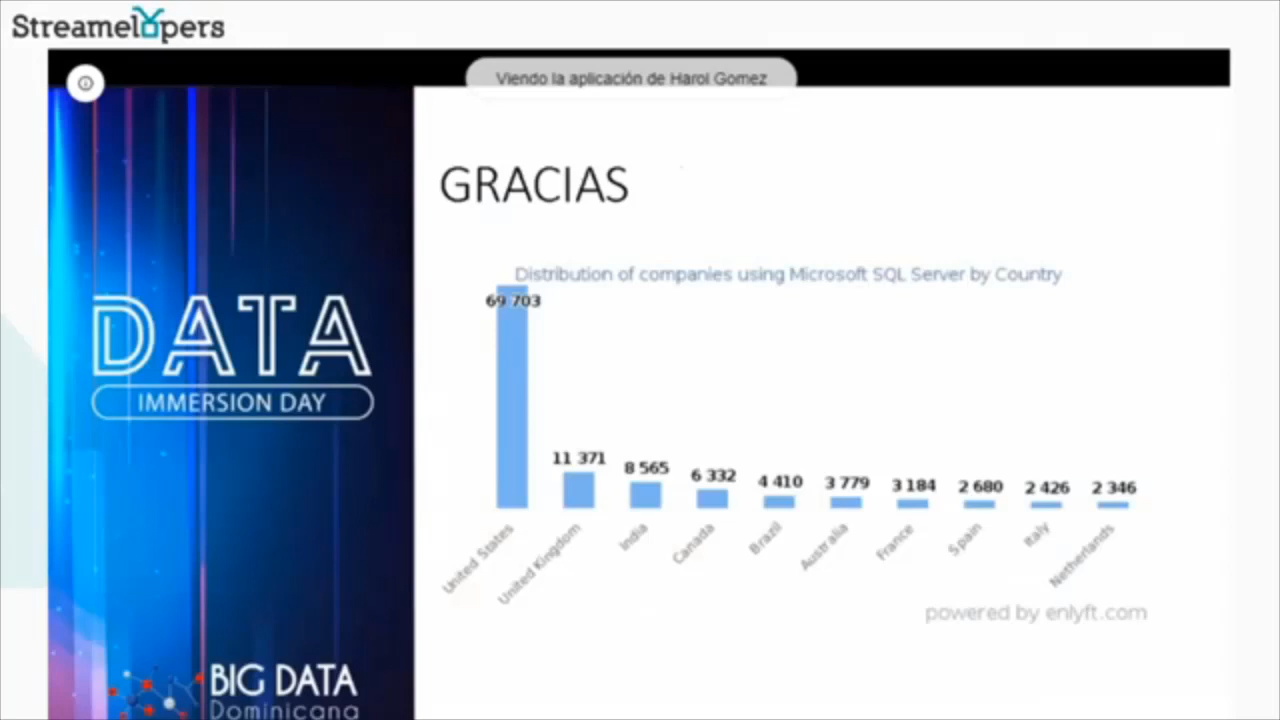 Streamelopers
Viendo la aplicación de Harol Gomez
GRACIAS
DATA
IMMERSION DAY
BIG DATA
Dominicana
Distribution of companies using Microsoft SQL Server by Country
69 703
11 371
8 565
6 332
4 410
3 779
3 184
2 680
2 426
2 346
United States
United Kingdom
India
Canada
Brazil
Australia
France
Spain
Italy
Netherlands
powered by enlyft.com